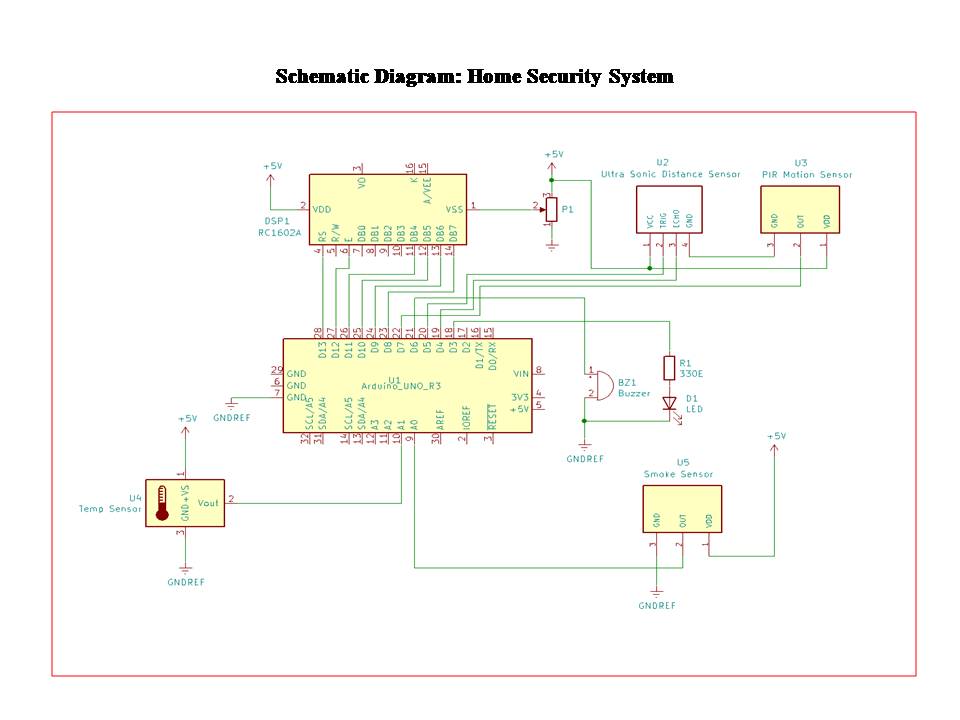 Schematic Diagram: Home Security System
+5V
3
16
15
+5V
U2
Ultra Sonic Distance Sensor
U3
PIR Motion Sensor
VO
K
A/VEE
2
VDD
VSS
1
DSP1
RC1602A
RS
R/W
E
DB0
DB1
DB2
DB3
DB4
DB5
DB6
DB7
4
5
6
7
8
9
10
11
12
13
14
3
2
P1
1
VCC
TRIG
ECHO
GND
1
2
3
4
GND
OUT
VDD
3
2
1
28
27
26
25
24
23
22
21
20
19
18
17
16
15
D13
D12
D11
D10
D9
D8
D7
D6
D5
D4
D3
D2
D1/TX
D0/RX
29
GND
6
GND
7
GND
U1
Arduino_UNO_R3
VIN
8
3V3
4
+5V
5
SCL/A5
SDA/A4
SCL/A5
SDA/A4
A3
A2
A1
A0
AREF
IOREF
RESET
32
31
14
13
12
11
10
9
30
2
3
GNDREF
1
2
BZ1
Buzzer
R1
330E
D1
LED
GNDREF
+5V
1
U4
Temp Sensor
GND
+VS
Vout
2
3
GNDREF
+5V
U5
Smoke Sensor
GND
OUT
VDD
3
2
1
GNDREF